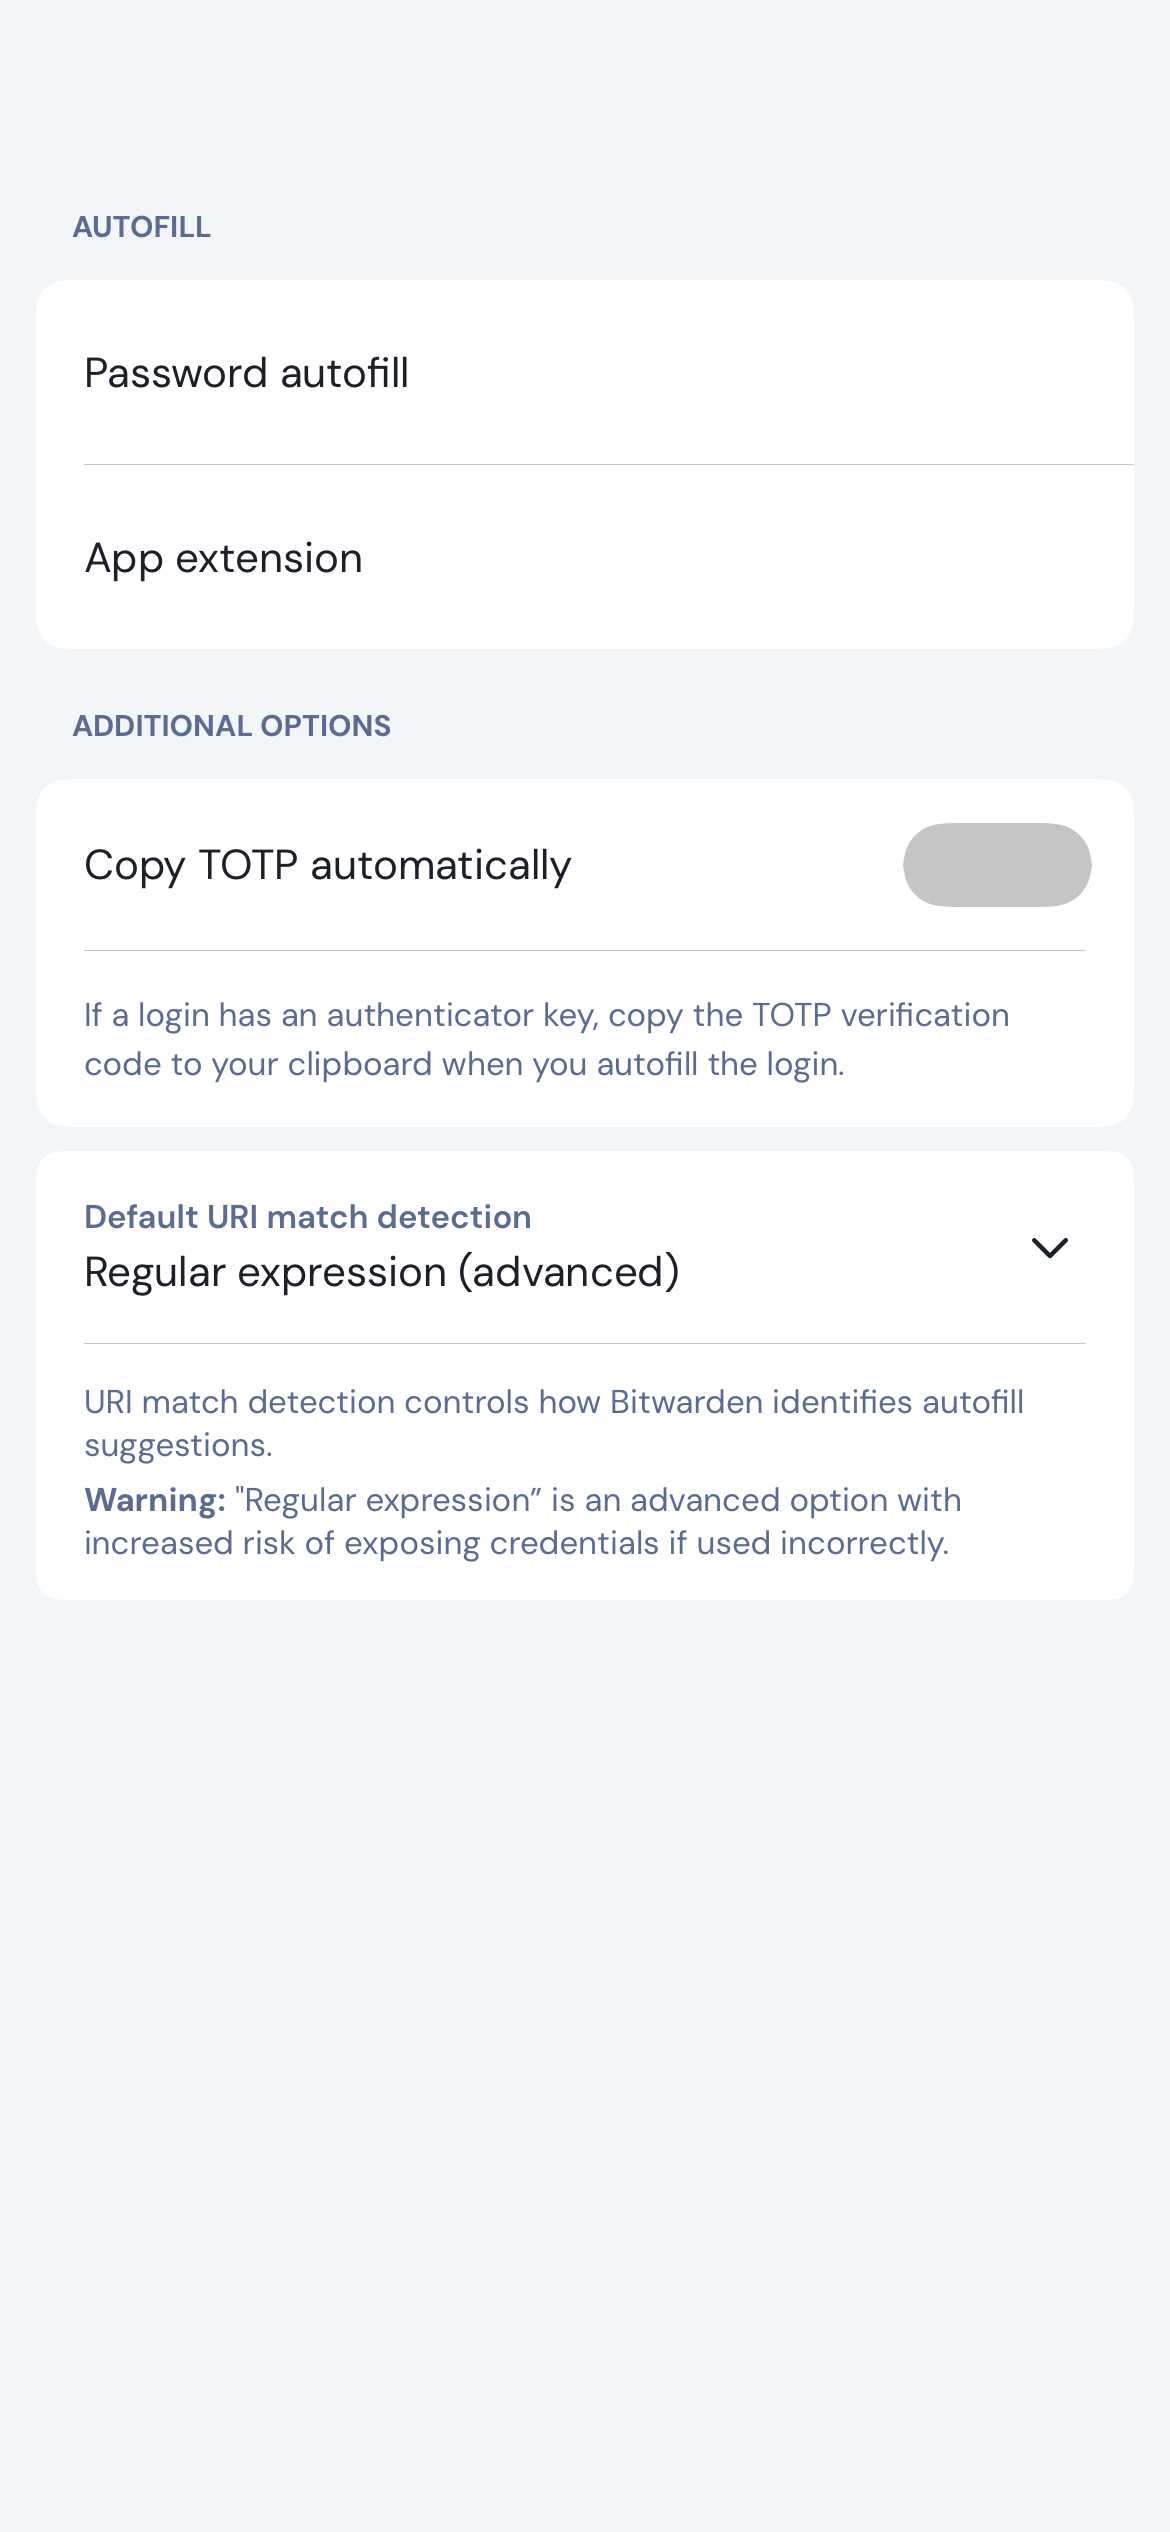 AUTOFILL
Password autofill
App extension
ADDITIONAL OPTIONS
Copy TOTP automatically
If a login has an authenticator key, copy the TOTP verification
code to your clipboard when you autofill the login.
Default URI match detection
Regular expression (advanced)
URI match detection controls how Bitwarden identifies autofill
suggestions.
Warning: "Regular expression” is an advanced option with
increased risk of exposing credentials if used incorrectly.